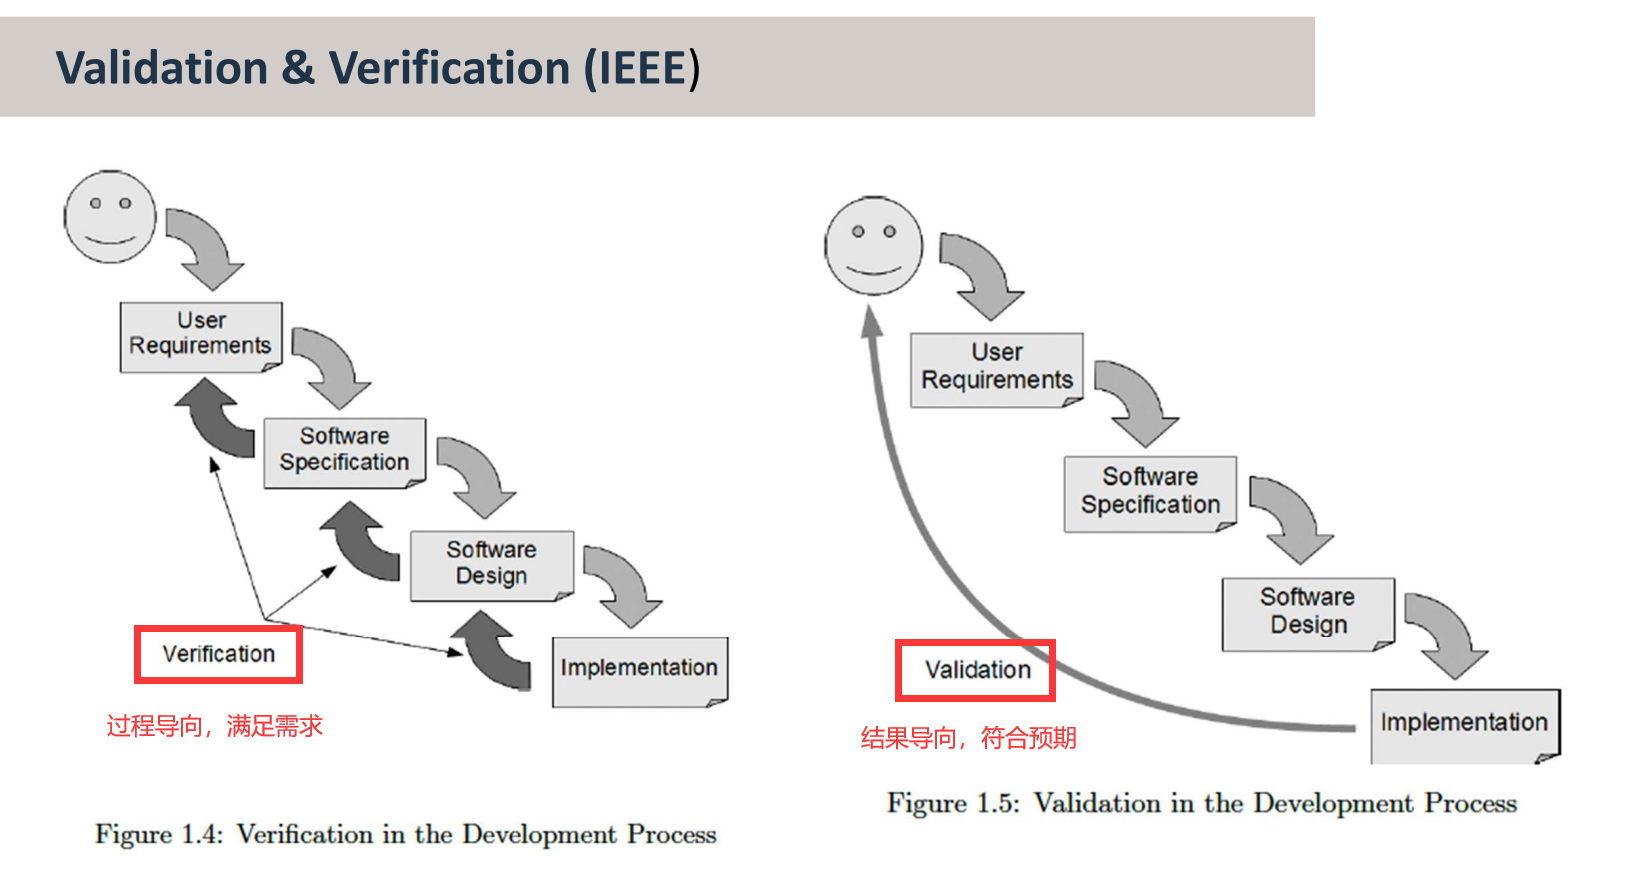 Validation & Verification (IEEE)
User
Requirements
Software
Specification
Software
Design
Implementation
Verification
过程导向，满足需求
Figure 1.4: Verification in the Development Process
User
Requirements
Software
Specification
Software
Design
Implementation
Validation
结果导向，符合预期
Figure 1.5: Validation in the Development Process